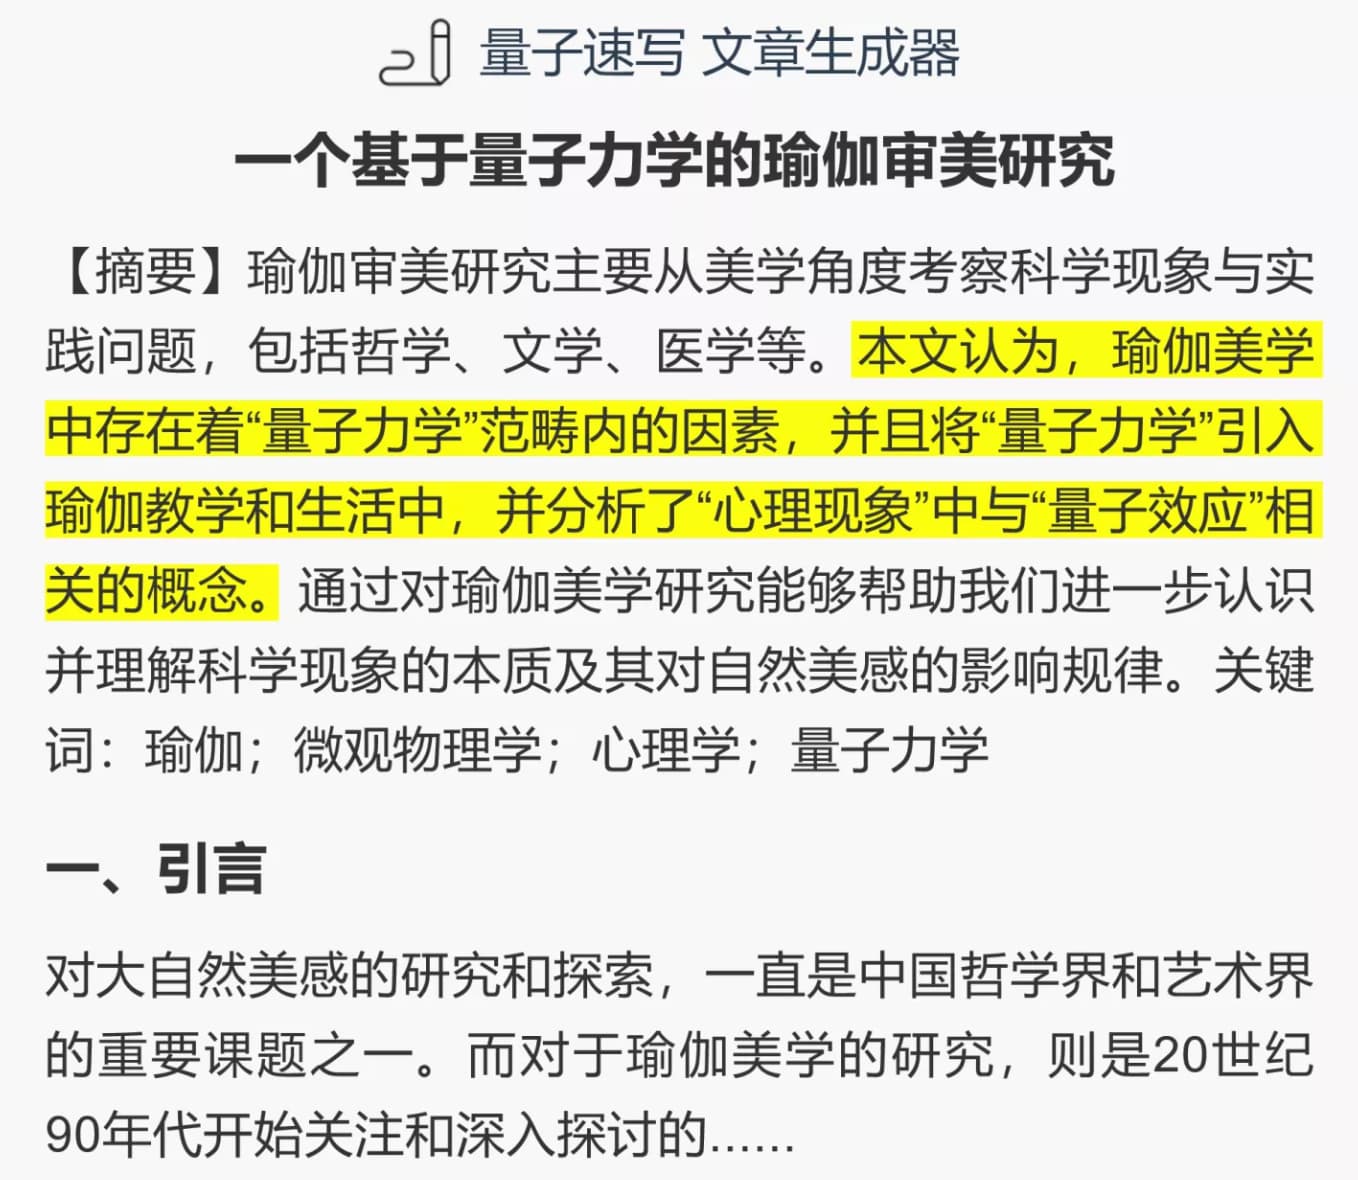 量子速写 文章生成器
一个基于量子力学的瑜伽审美研究
【摘要】瑜伽审美研究主要从美学角度考察科学现象与实
践问题，包括哲学、文学、医学等。本文认为，瑜伽美学
中存在着“量子力学”范畴内的因素，并且将“量子力学”引入
瑜伽教学和生活中，并分析了“心理现象”中与“量子效应”相
关的概念。通过对瑜伽美学研究能够帮助我们进一步认识
并理解科学现象的本质及其对自然美感的影响规律。关键
词：瑜伽；微观物理学；心理学；量子力学
一、引言
对大自然美感的研究和探索，一直是中国哲学界和艺术界
的重要课题之一。而对于瑜伽美学的研究，则是20世纪
90年代开始关注和深入探讨的……